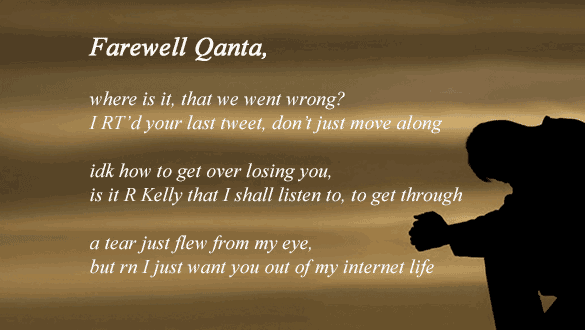 Farewell Qanta,
where is it, that we went wrong?
I RT’d your last tweet, don’t just move along
idk how to get over losing you,
is it R Kelly that I shall listen to, to get through
a tear just flew from my eye,
but rn I just want you out of my internet life